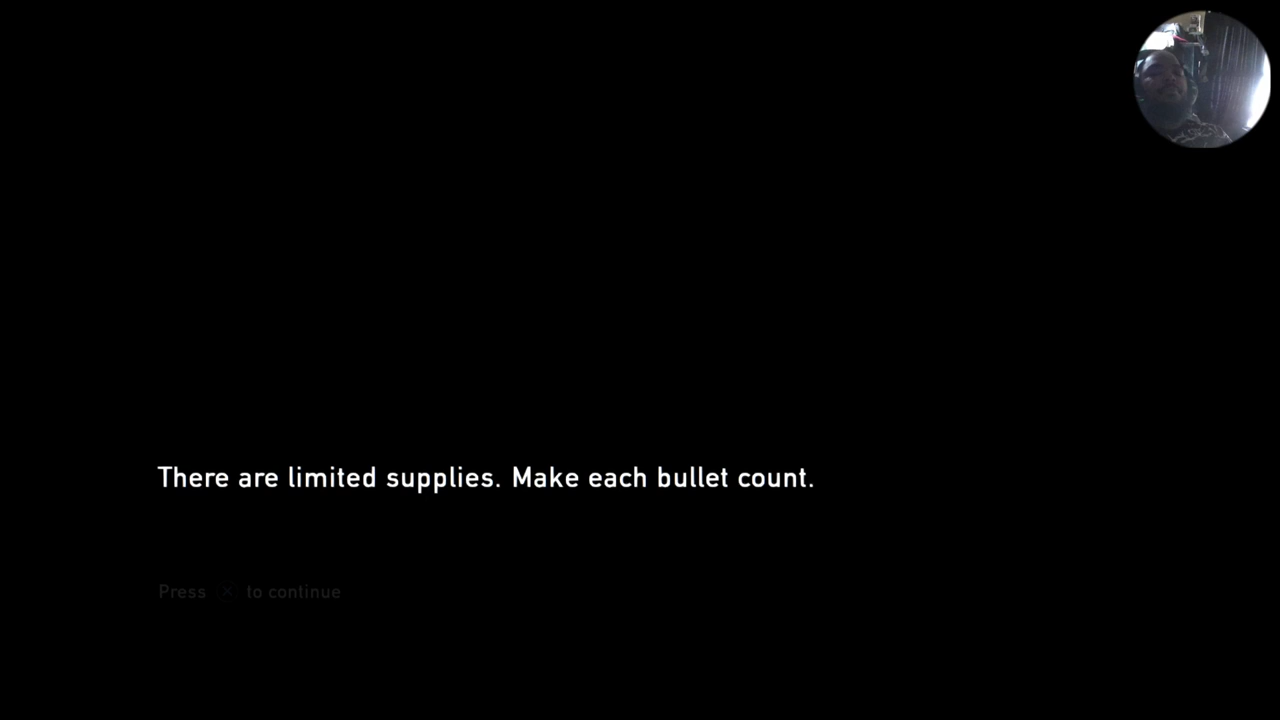 There are limited supplies. Make each bullet count.
Press ⓧ to continue